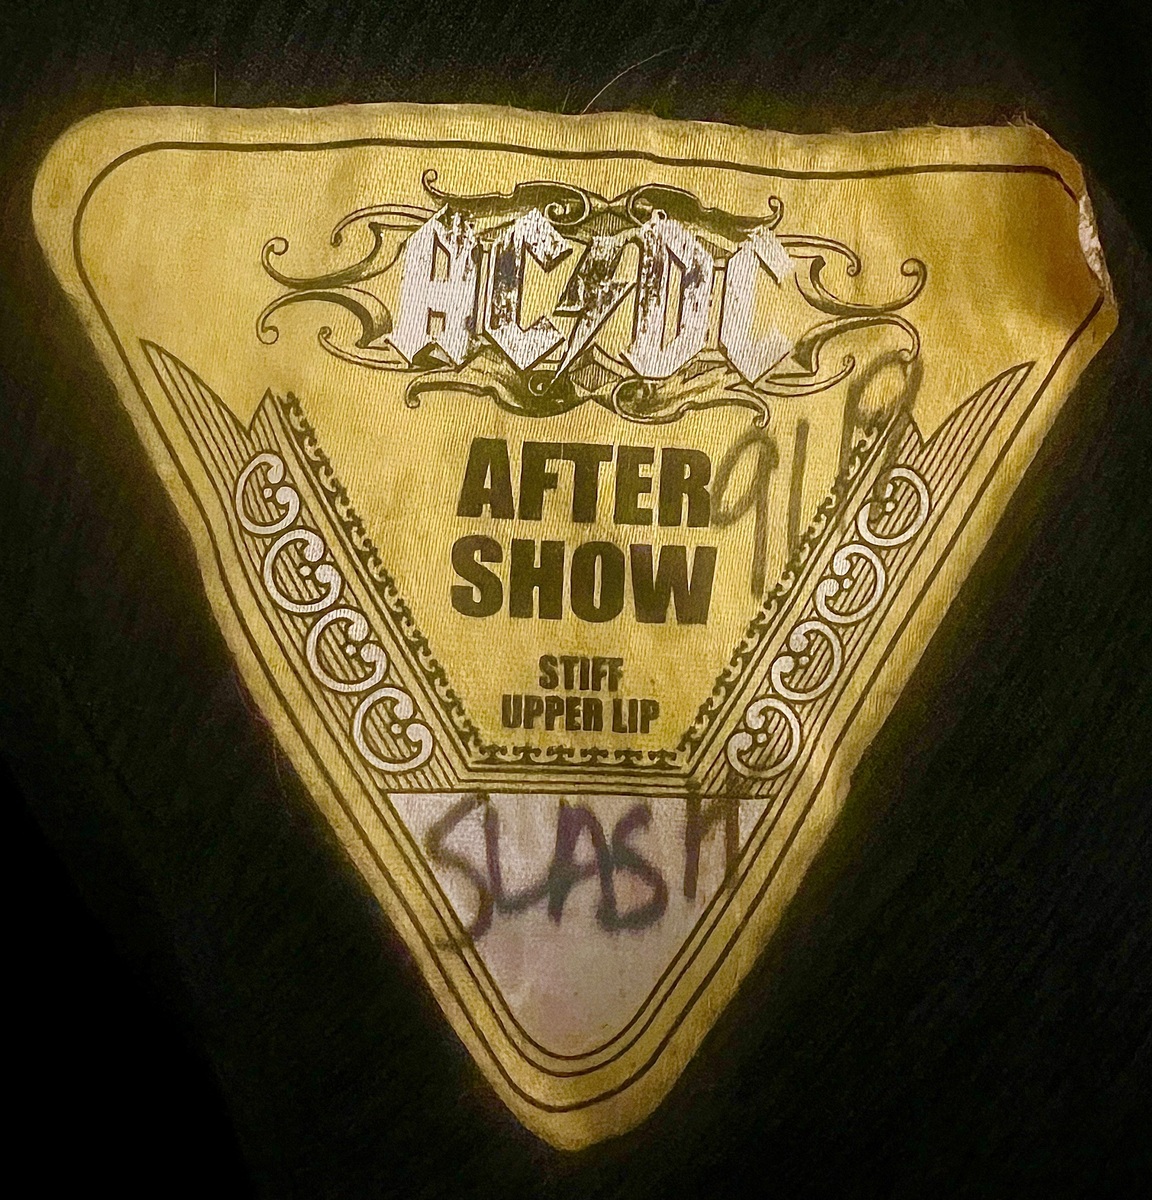 AC/DC
AFTER
SHOW
STIFF
UPPER LIP
SLASH